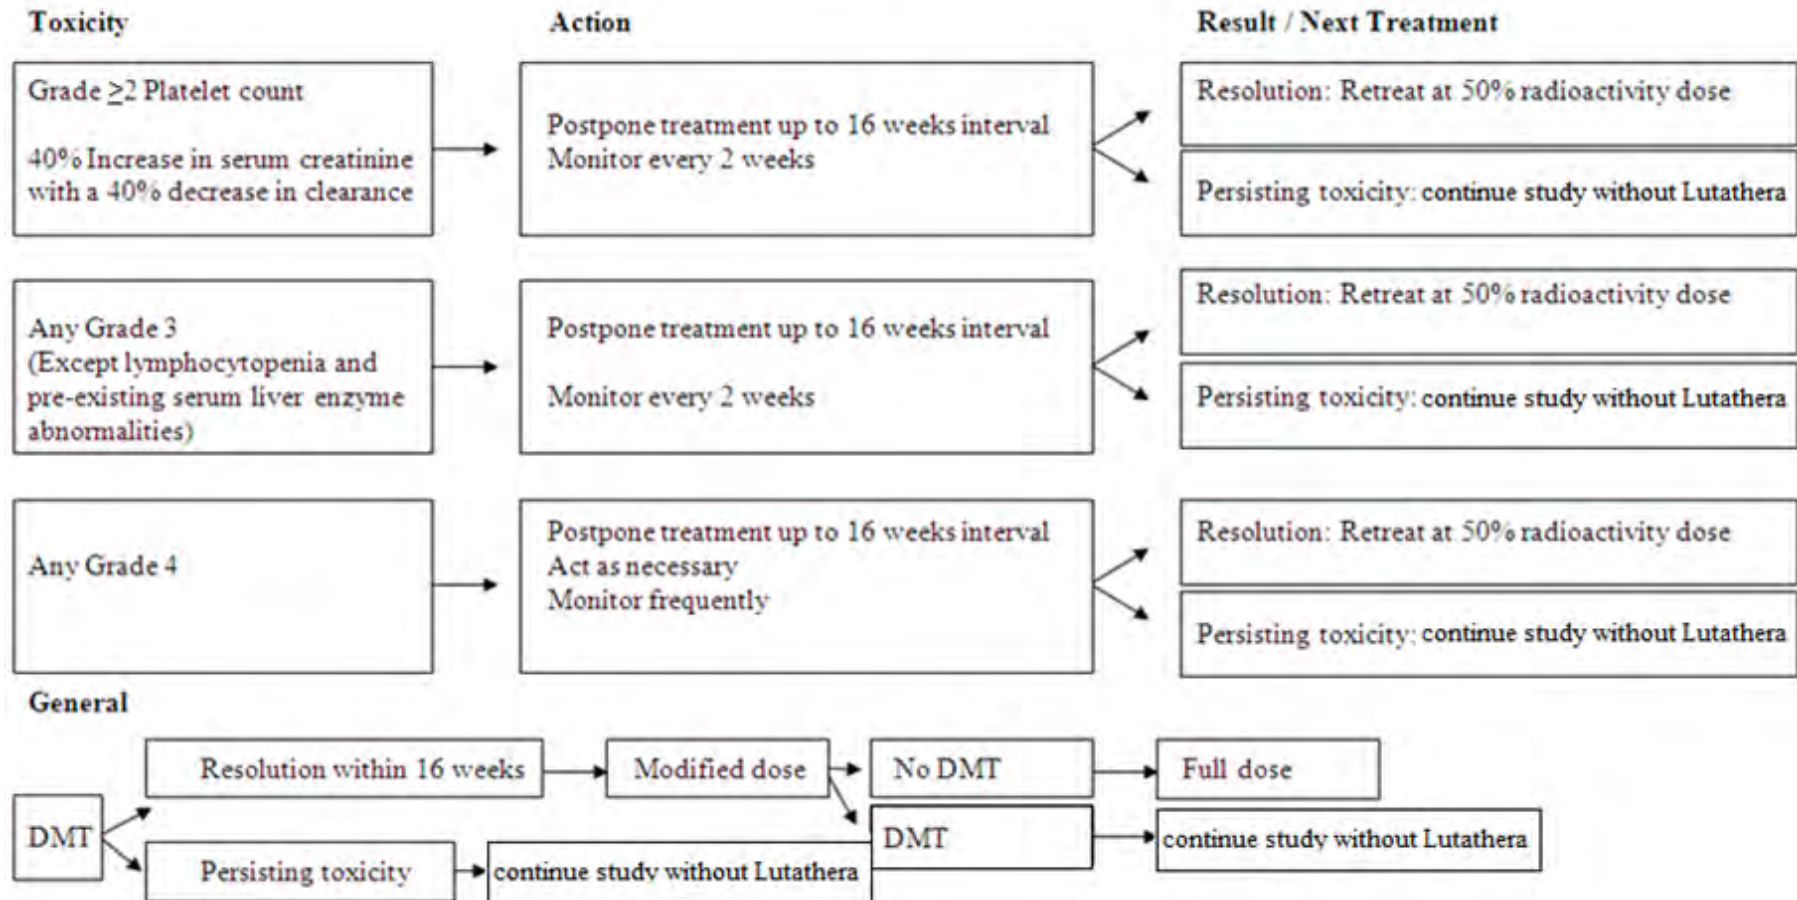 Toxicity
Action
Result / Next Treatment
Grade ≥2 Platelet count
40% Increase in serum creatinine
with a 40% decrease in clearance
Postpone treatment up to 16 weeks interval
Monitor every 2 weeks
Resolution: Retreat at 50% radioactivity dose
Persisting toxicity: continue study without Lutathera
Any Grade 3
(Except lymphocytopenia and
pre-existing serum liver enzyme
abnormalities)
Postpone treatment up to 16 weeks interval
Monitor every 2 weeks
Resolution: Retreat at 50% radioactivity dose
Persisting toxicity: continue study without Lutathera
Any Grade 4
Postpone treatment up to 16 weeks interval
Act as necessary
Monitor frequently
Resolution: Retreat at 50% radioactivity dose
Persisting toxicity: continue study without Lutathera
General
DMT
Resolution within 16 weeks
Modified dose
No DMT
Full dose
DMT
continue study without Lutathera
Persisting toxicity
continue study without Lutathera